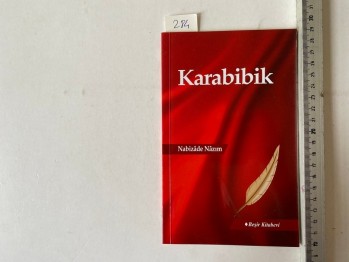 284
Karabibik
Nabizâde Nâzım
Beşir Kitabevi